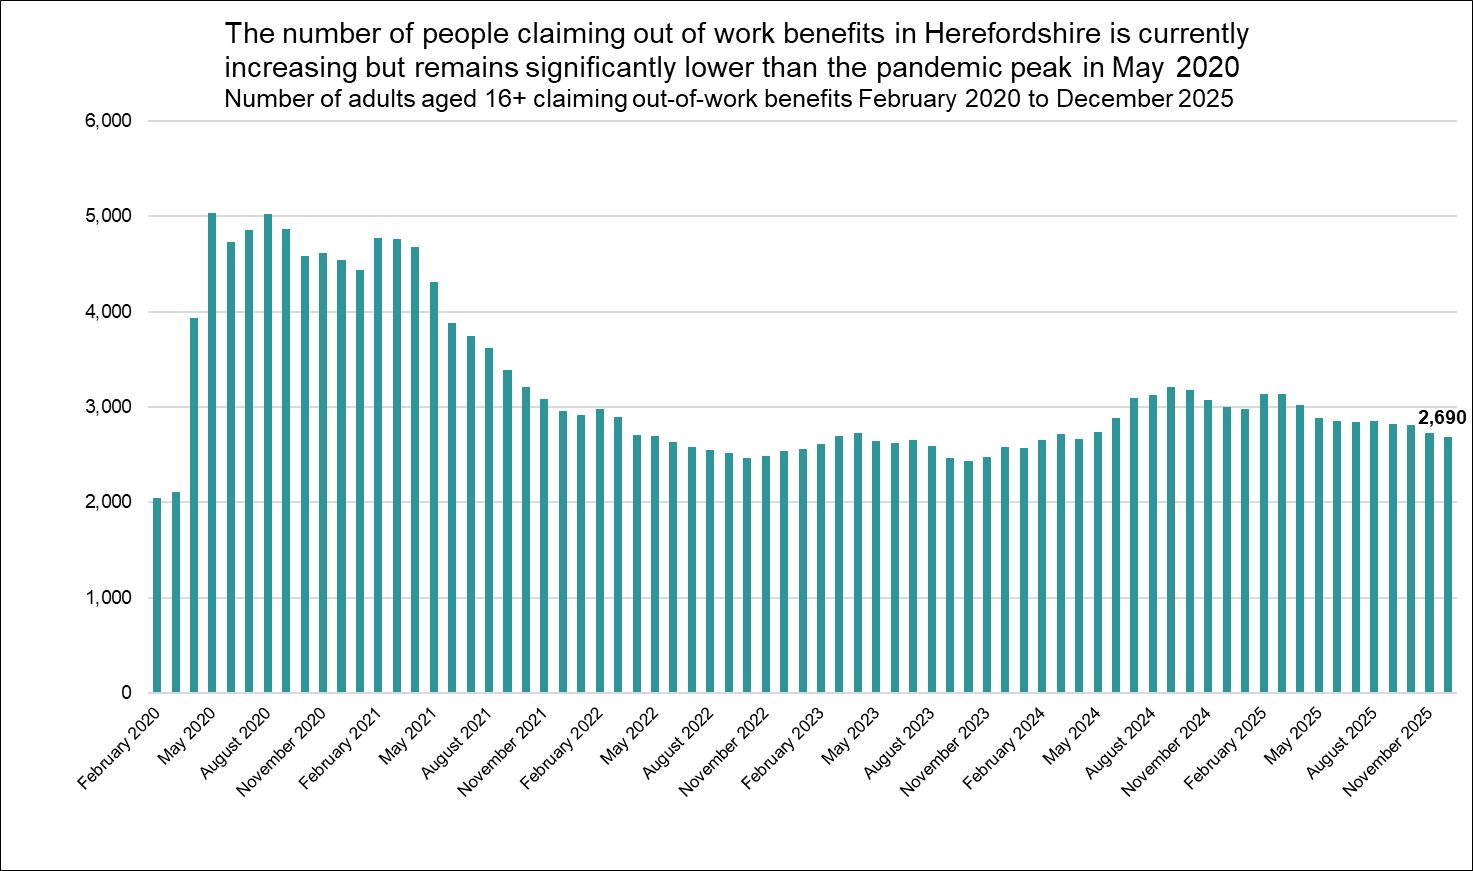 The number of people claiming out of work benefits in Herefordshire is currently
increasing but remains significantly lower than the pandemic peak in May 2020
Number of adults aged 16+ claiming out-of-work benefits February 2020 to December 2025
6,000
5,000
4,000
3,000
2,000
1,000
0
2,690
February 2020
May 2020
August 2020
November 2020
February 2021
May 2021
August 2021
November 2021
February 2022
May 2022
August 2022
November 2022
February 2023
May 2023
August 2023
November 2023
February 2024
May 2024
August 2024
November 2024
February 2025
May 2025
August 2025
November 2025